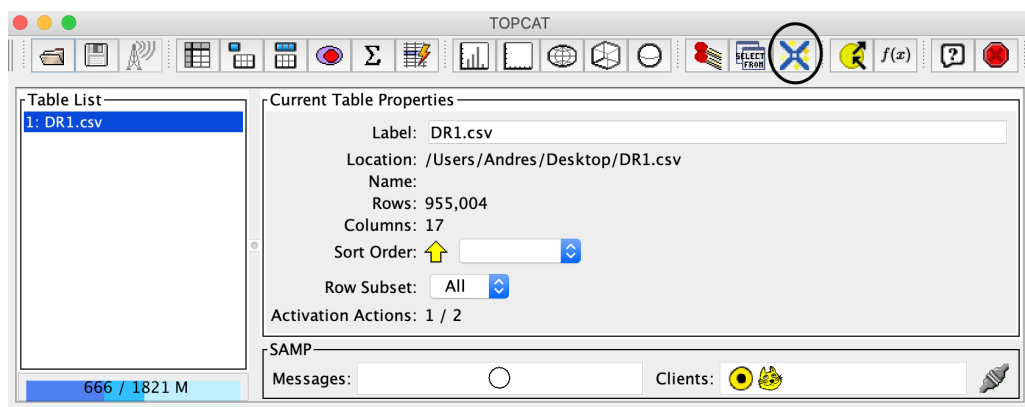 TOPCAT
Σ
SELECT
FROM
f(x)
?
Table List
1: DR1.csv
666 / 1821 M
Current Table Properties
Label: DR1.csv
Location: /Users/Andres/Desktop/DR1.csv
Name:
Rows: 955,004
Columns: 17
Sort Order:
Row Subset: All
Activation Actions: 1 / 2
SAMP
Messages: Clients: